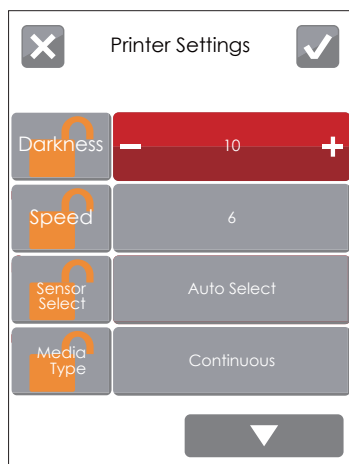 Printer Settings
Darkness
10
Speed
6
Sensor
Select
Auto Select
Media
Type
Continuous